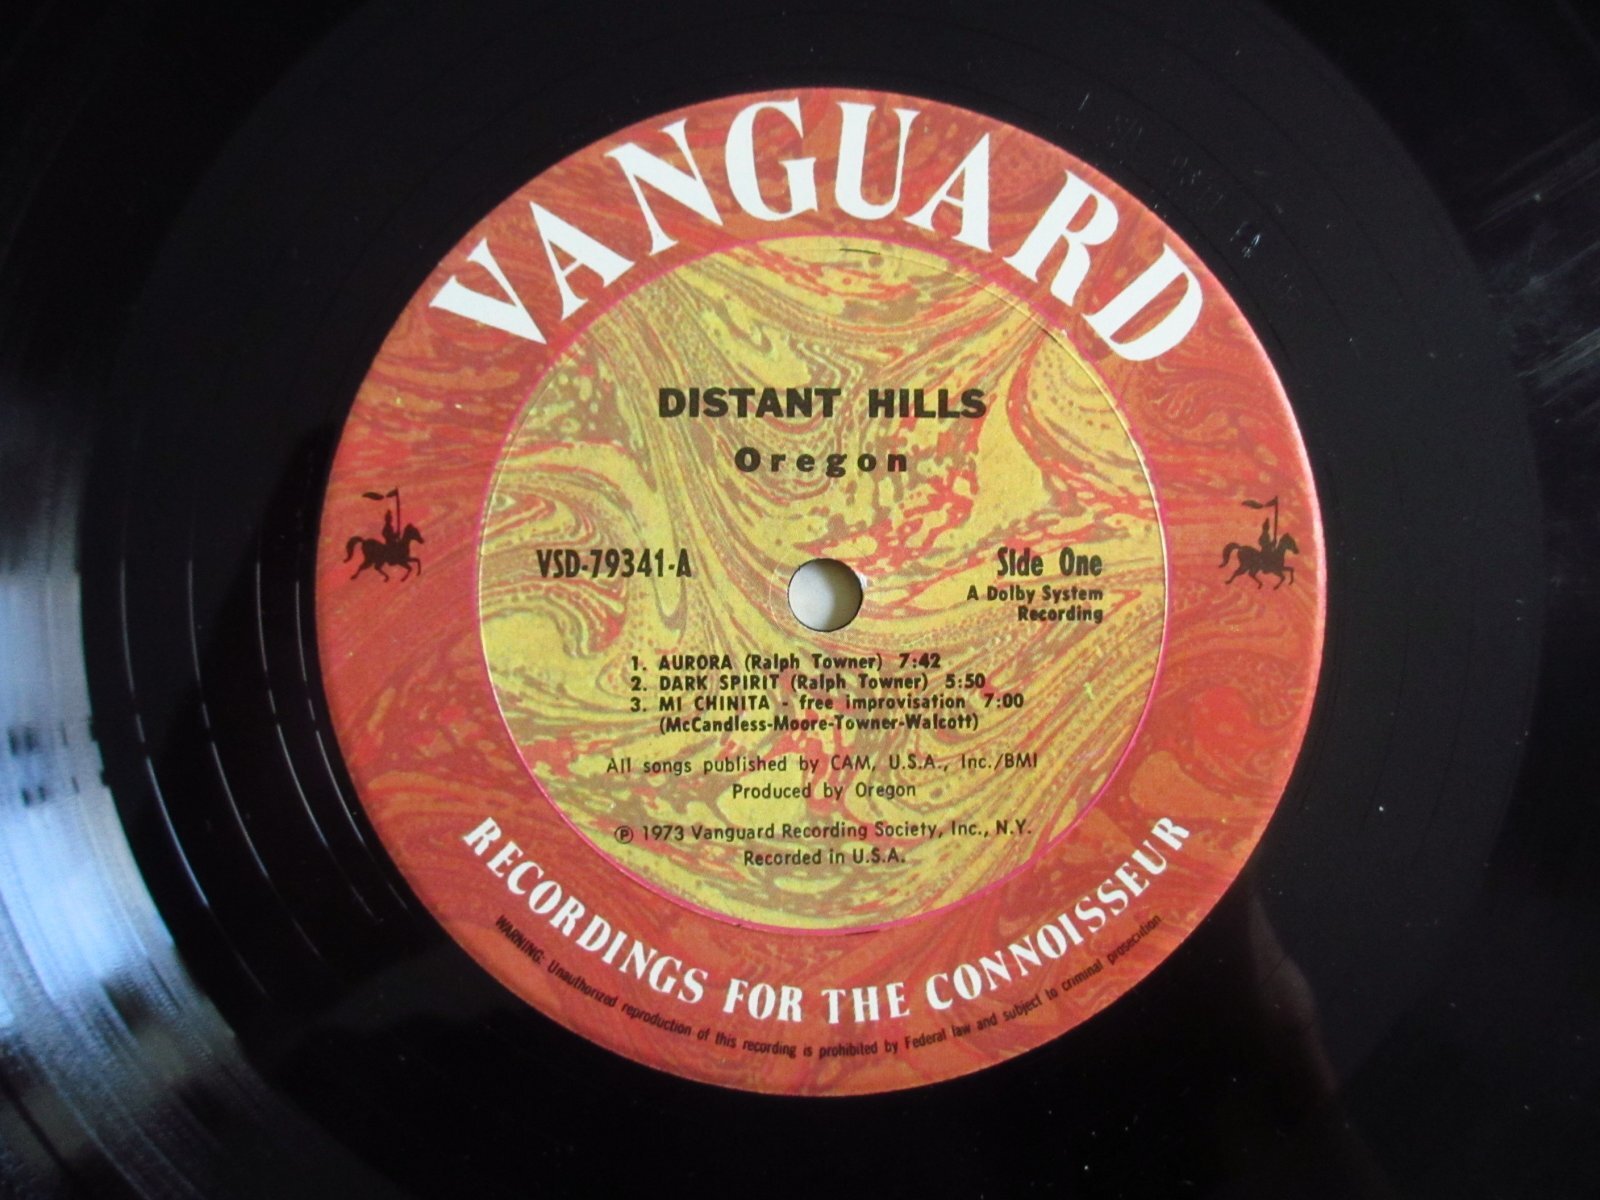 VANGUARD
DISTANT HILLS
Oregon
VSD-79341-A
Side One
A Dolby System
Recording
1. AURORA (Ralph Towner) 7:42
2. DARK SPIRIT (Ralph Towner) 5:50
3. MI CHINITA - free improvisation 7:00
(McCandless-Moore-Towner-Walcott)
All songs published by CAM, U.S.A., Inc./BMI
Produced by Oregon
℗ 1973 Vanguard Recording Society, Inc., N.Y.
Recorded in U.S.A.
RECORDINGS FOR THE CONNOISSEUR
WARNING: Unauthorized reproduction of this recording is prohibited by Federal law and subject to criminal prosecution